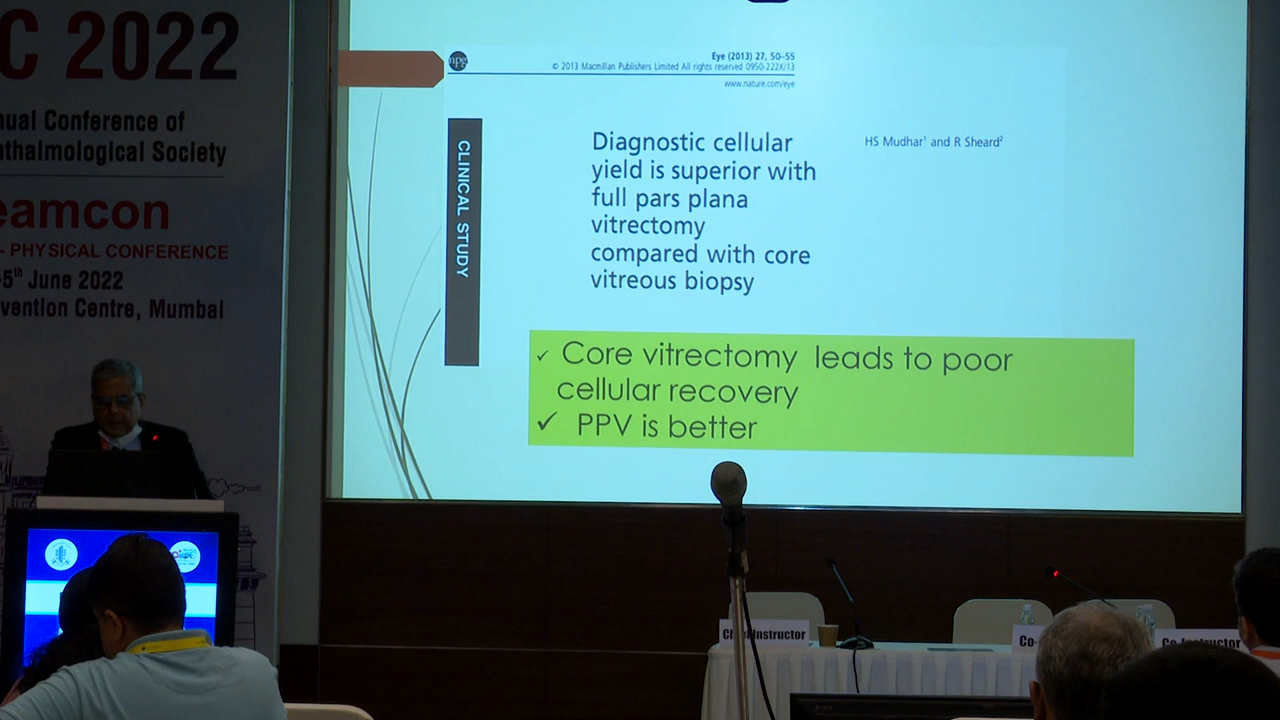 C 2022
nual Conference of
hthalmological Society
eamcon
- PHYSICAL CONFERENCE
5th June 2022
vention Centre, Mumbai
npg
Eye (2013) 27, 50–55
© 2013 Macmillan Publishers Limited All rights reserved 0950-222X/13
www.nature.com/eye
CLINICAL STUDY
Diagnostic cellular
yield is superior with
full pars plana
vitrectomy
compared with core
vitreous biopsy
HS Mudhar1 and R Sheard2
✓ Core vitrectomy leads to poor
cellular recovery
✓ PPV is better
Instructor
Co-
Co-Instructor